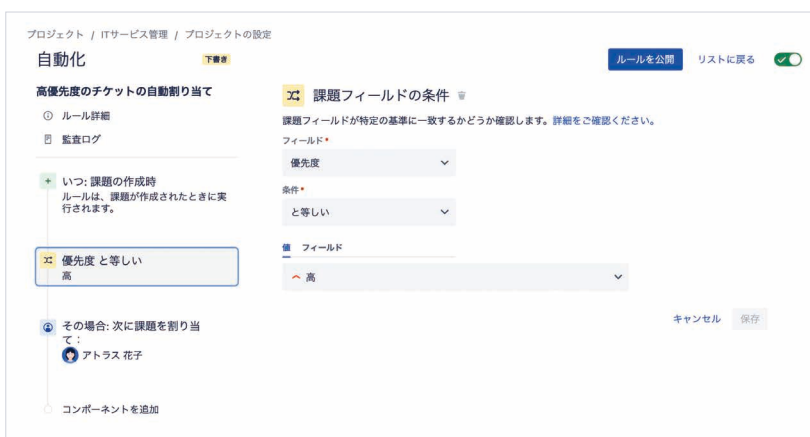 プロジェクト / ITサービス管理 / プロジェクトの設定
自動化
下書き
ルールを公開
リストに戻る
高優先度のチケットの自動割り当て
ルール詳細
監査ログ
いつ: 課題の作成時
ルールは、課題が作成されたときに実
行されます。
優先度 と等しい
高
その場合: 次に課題を割り当
て：
アトラス 花子
コンポーネントを追加
課題フィールドの条件
課題フィールドが特定の基準に一致するかどうか確認します。詳細をご確認ください。
フィールド*
優先度
条件*
と等しい
値 フィールド
高
キャンセル 保存